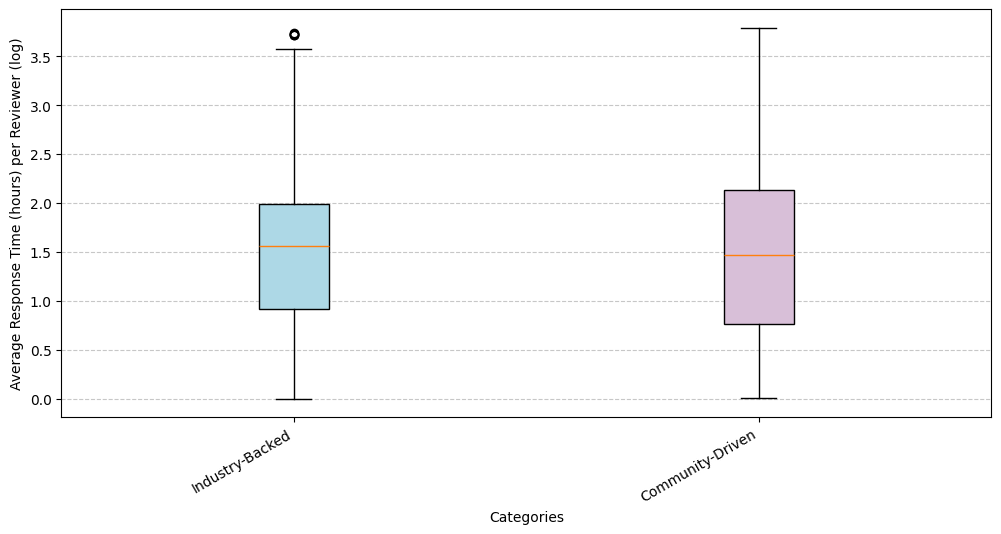 Average Response Time (hours) per Reviewer (log)
3.5
3.0
2.5
2.0
1.5
1.0
0.5
0.0
Industry-Backed
Community-Driven
Categories